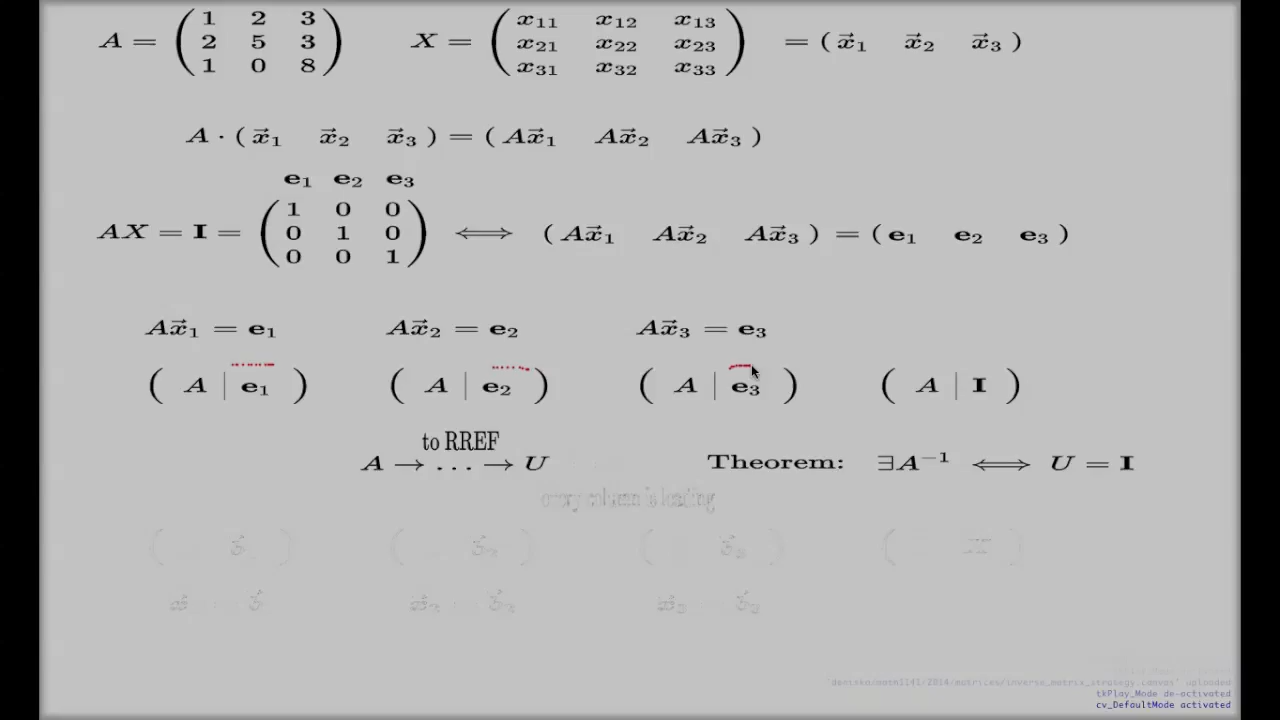 A = ( 1 2 3 ; 2 5 3 ; 1 0 8 )   X = ( x₁₁ x₁₂ x₁₃ ; x₂₁ x₂₂ x₂₃ ; x₃₁ x₃₂ x₃₃ ) = ( x⃗₁ x⃗₂ x⃗₃ )
A · ( x⃗₁ x⃗₂ x⃗₃ ) = ( Ax⃗₁ Ax⃗₂ Ax⃗₃ )
e₁ e₂ e₃
AX = I = ( 1 0 0 ; 0 1 0 ; 0 0 1 ) ⟺ ( Ax⃗₁ Ax⃗₂ Ax⃗₃ ) = ( e₁ e₂ e₃ )
Ax⃗₁ = e₁   Ax⃗₂ = e₂   Ax⃗₃ = e₃
( A | e₁ )   ( A | e₂ )   ( A | e₃ )   ( A | I )
to RREF
A → ... → U   Theorem: ∃A⁻¹ ⟺ U = I
column is leading
tkPlay_Mode de-activated
cv_DefaultMode activated